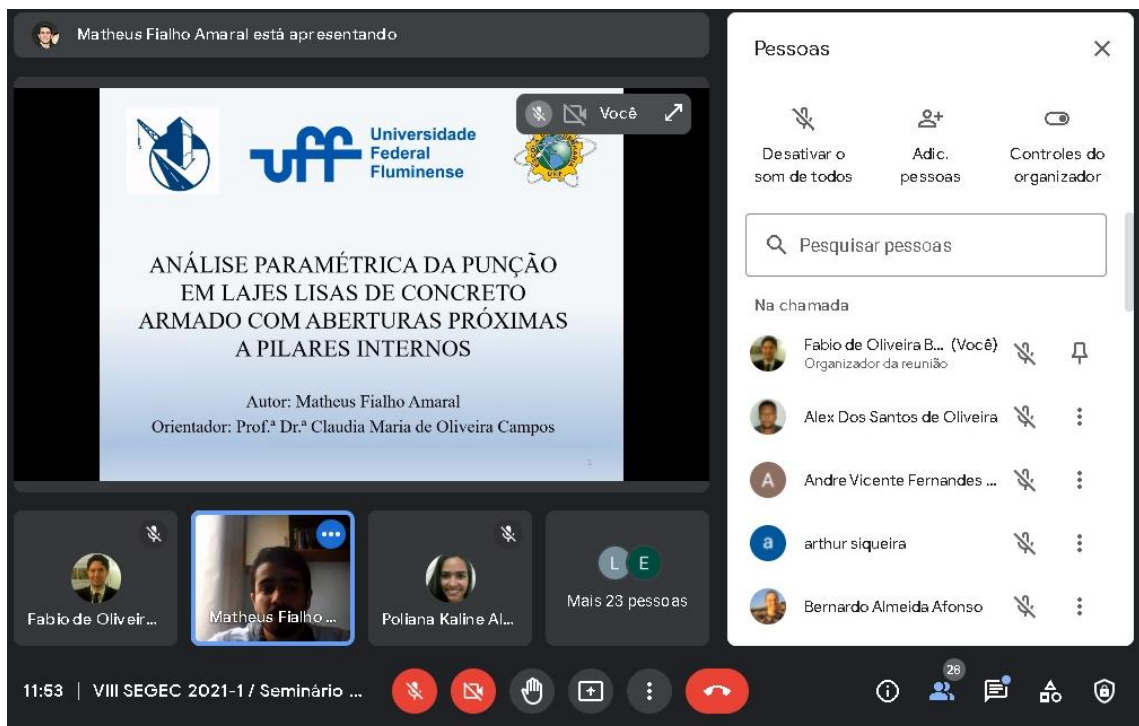 Matheus Fialho Amaral está apresentando
Você
uff
Universidade
Federal
Fluminense
ANÁLISE PARAMÉTRICA DA PUNÇÃO
EM LAJES LISAS DE CONCRETO
ARMADO COM ABERTURAS PRÓXIMAS
A PILARES INTERNOS
Autor: Matheus Fialho Amaral
Orientador: Prof.ª Dr.ª Claudia Maria de Oliveira Campos
Fabio de Oliveir...
Matheus Fialho ...
Poliana Kaline Al...
L E
Mais 23 pessoas
Pessoas
Desativar o
som de todos
Adic.
pessoas
Controles do
organizador
Pesquisar pessoas
Na chamada
Fabio de Oliveira B... (Você)
Organizador da reunião
Alex Dos Santos de Oliveira
A
Andre Vicente Fernandes ...
a
arthur siqueira
Bernardo Almeida Afonso
11:53 | VIII SEGEC 2021-1 / Seminário ...
26